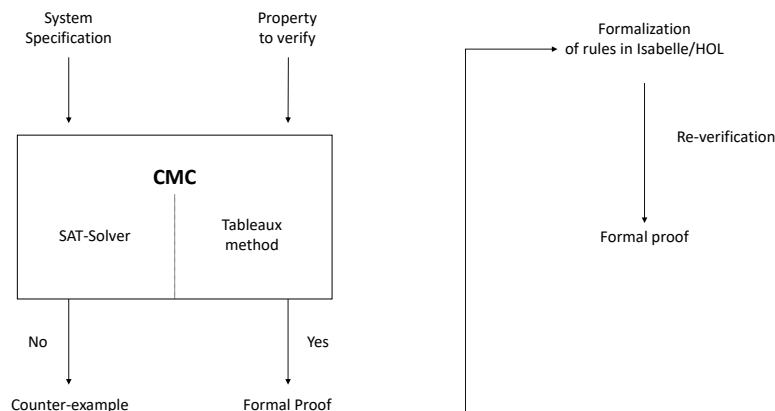 System
Specification
Property
to verify
CMC
SAT-Solver
Tableaux
method
No
Yes
Counter-example
Formal Proof
Formalization
of rules in Isabelle/HOL
Re-verification
Formal proof